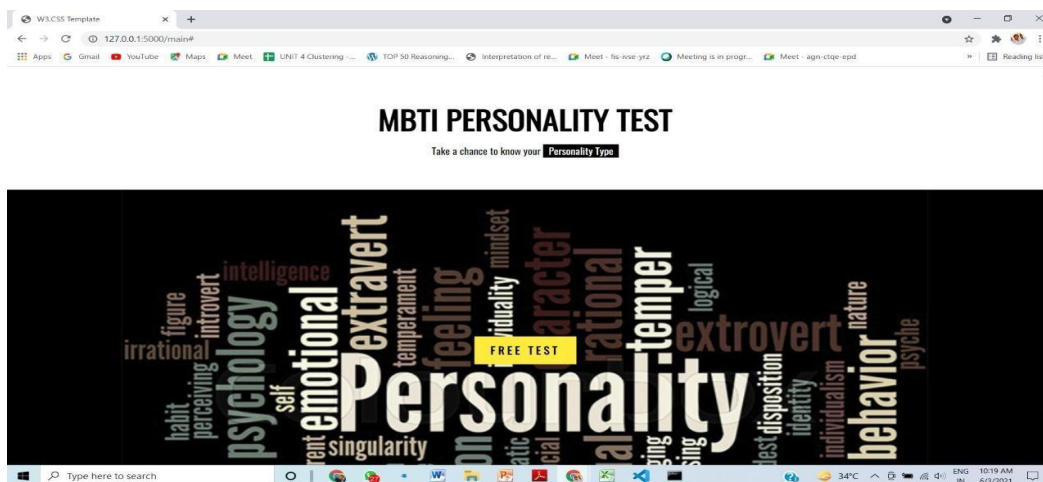 W3.CSS Template
127.0.0.1:5000/main#
Apps Gmail YouTube Maps Meet UNIT 4 Clustering -... TOP 50 Reasoning... Interpretation of re... Meet - fis-ivse-yrz Meeting is in progr... Meet - agn-ctqe-epd » Reading list
MBTI PERSONALITY TEST
Take a chance to know your Personality Type
intelligence
figure
introvert
irrational
habit
perceiving
psychology
self
emotional
extravert
temperament
feeling
mindset
rational
temper
logical
extrovert
nature
psyche
FREE TEST
Personality
singularity
disposition
identity
individualism
behavior
Type here to search
34°C
ENG 10:19 AM
IN 6/3/2021